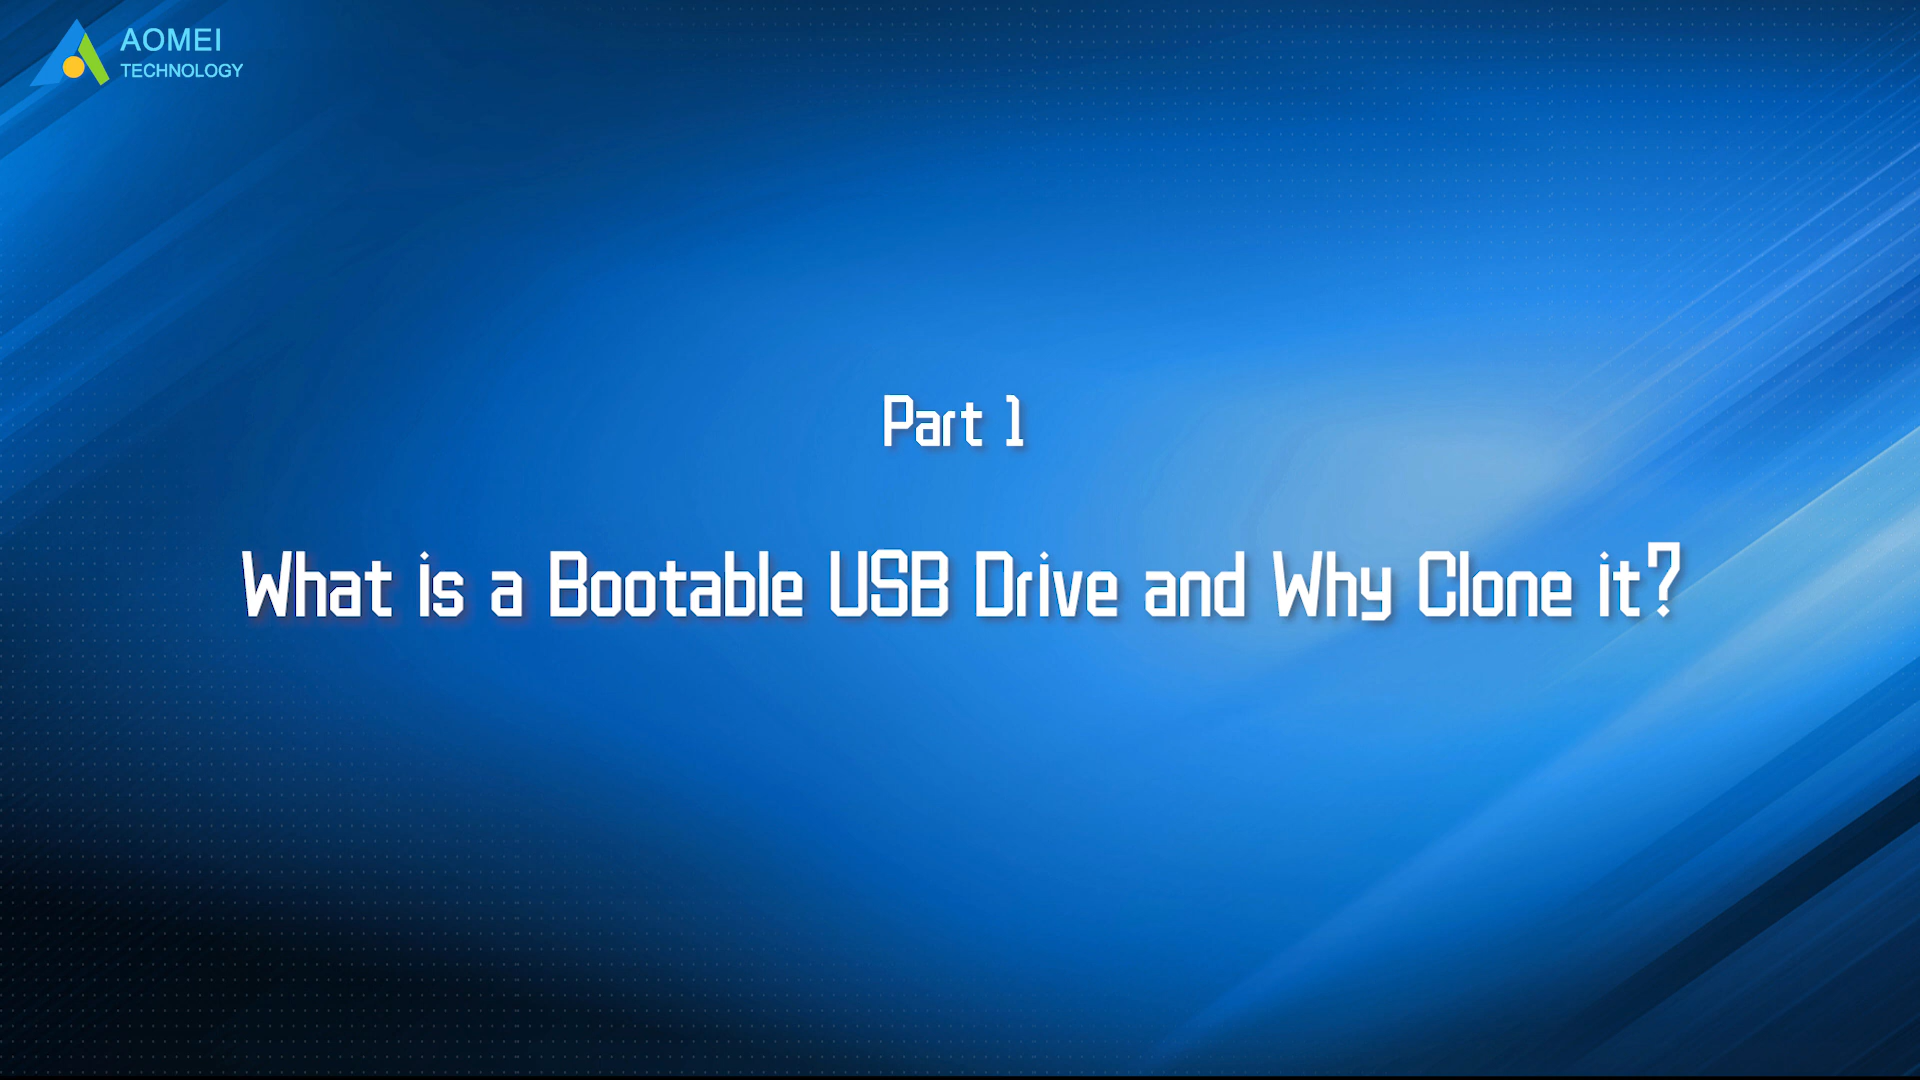 AOMEI
TECHNOLOGY
Part 1
What is a Bootable USB Drive and Why Clone it?